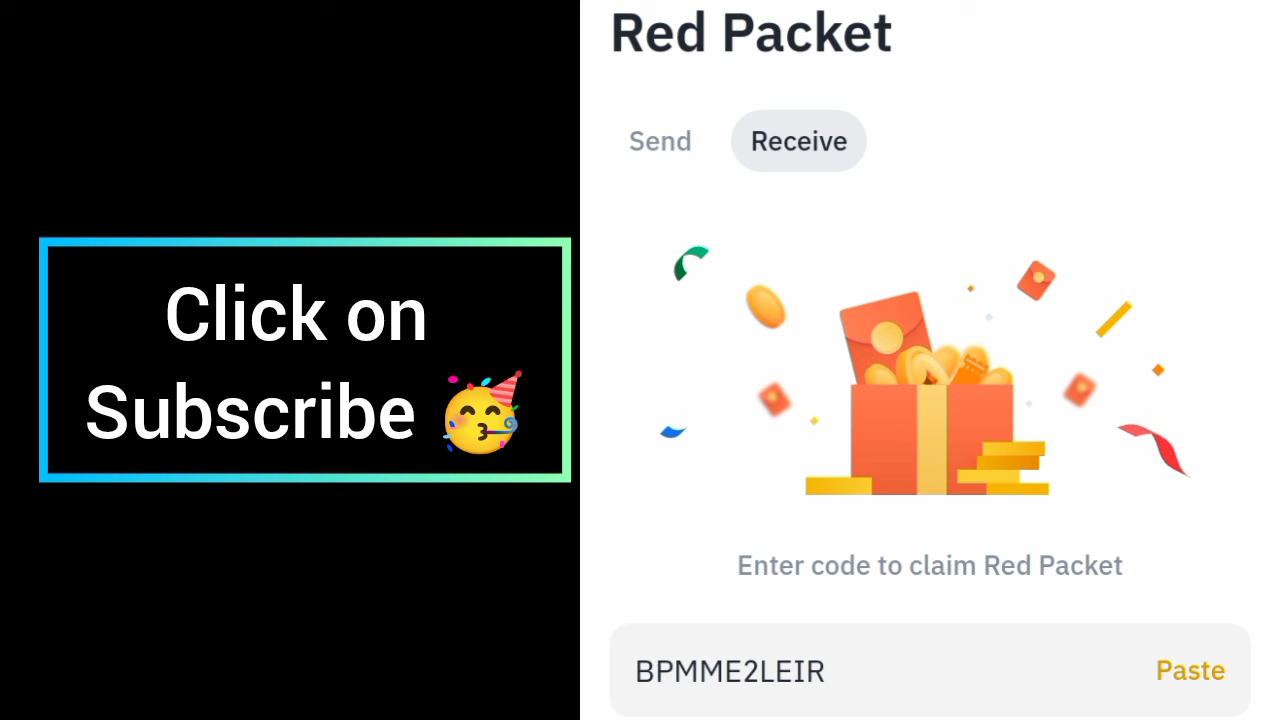 Click on
Subscribe 🥳
Red Packet
Send
Receive
Enter code to claim Red Packet
BPMME2LEIR
Paste